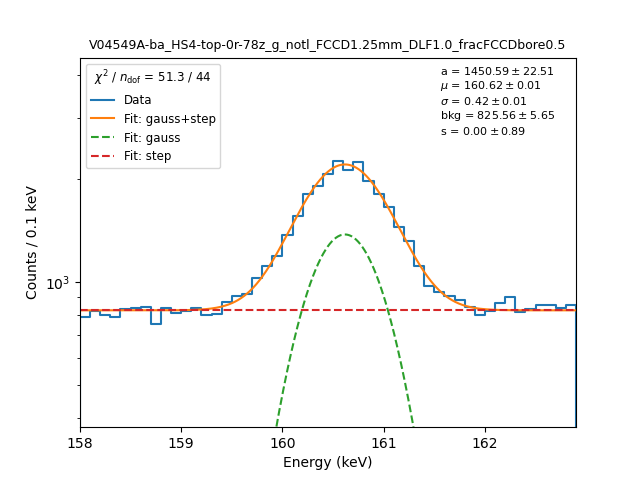 V04549A-ba_HS4-top-0r-78z_g_notl_FCCD1.25mm_DLF1.0_fracFCCDbore0.5
χ² / n_dof = 51.3 / 44
Data
Fit: gauss+step
Fit: gauss
Fit: step
a = 1450.59 ± 22.51
μ = 160.62 ± 0.01
σ = 0.42 ± 0.01
bkg = 825.56 ± 5.65
s = 0.00 ± 0.89
Counts / 0.1 keV
10³
158 159 160 161 162
Energy (keV)